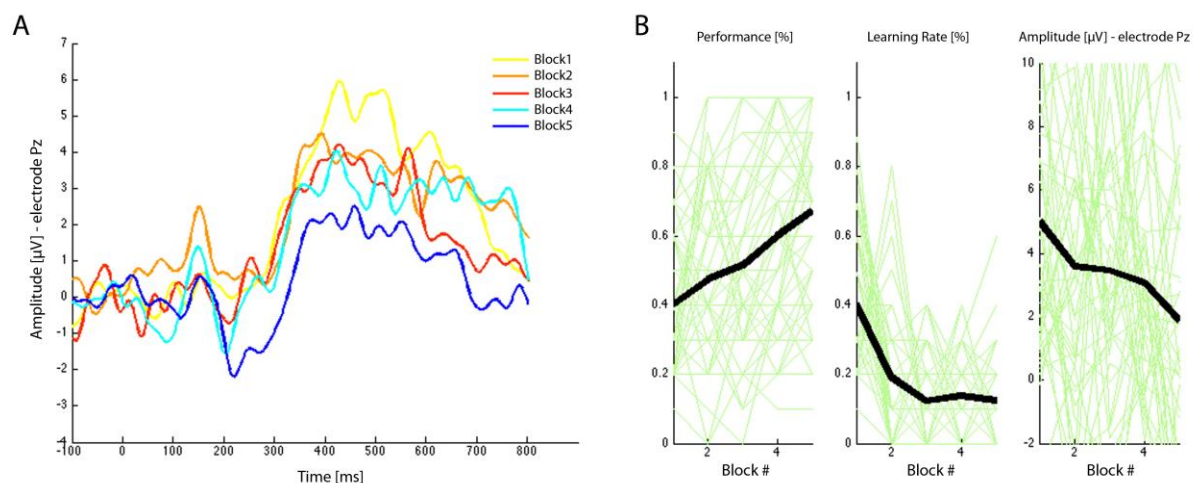 A
Amplitude [µV] - electrode Pz
7
6
5
4
3
2
1
0
-1
-2
-3
-4
-100 0 100 200 300 400 500 600 700 800
Time [ms]
Block1
Block2
Block3
Block4
Block5
B
Performance [%]
1
0.8
0.6
0.4
0.2
0
2 4
Block #
Learning Rate [%]
1
0.8
0.6
0.4
0.2
0
2 4
Block #
Amplitude [µV] - electrode Pz
10
8
6
4
2
0
-2
2 4
Block #